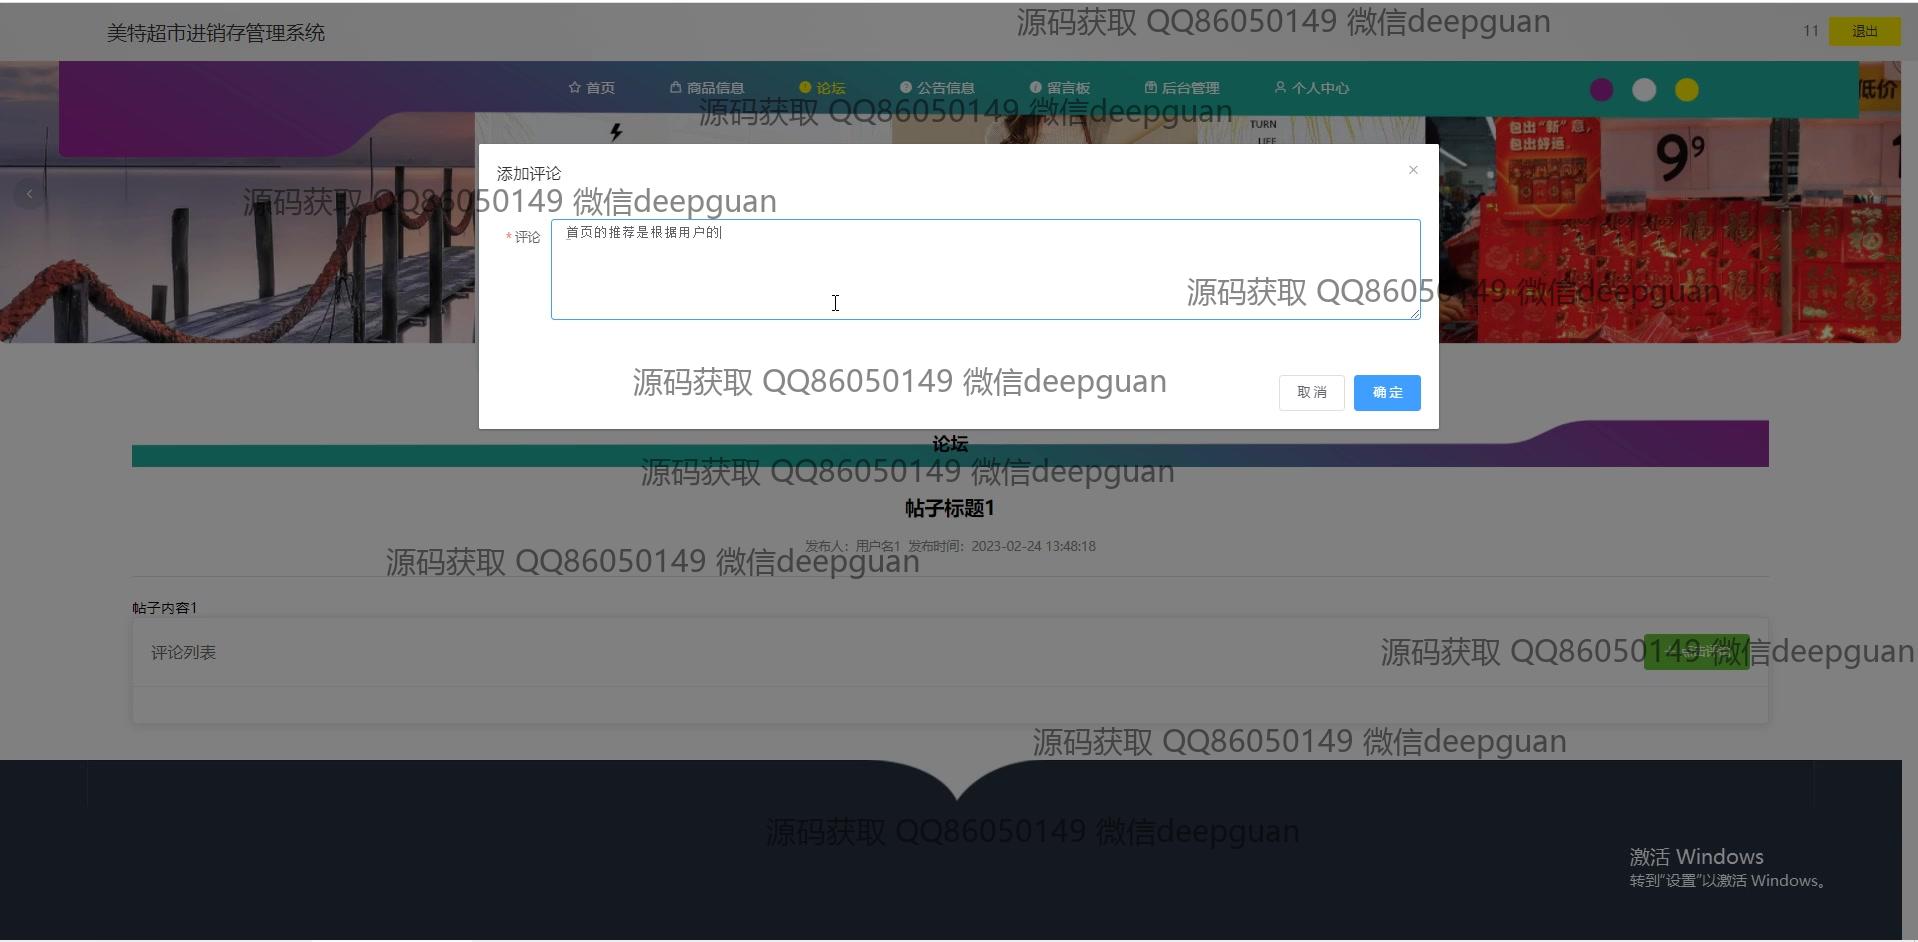 源码获取 QQ86050149 微信deepguan
美特超市进销存管理系统
11
退出
首页
商品信息
论坛
公告信息
留言板
后台管理
个人中心
低价
源码获取 QQ86050149 微信deepguan
TURN
LIFE
包出“新”意,
包出好运。
9⁹
添加评论
源码获取 QQ86050149 微信deepguan
* 评论
首页的推荐是根据用户的
福
源码获取 QQ86050149 微信deepguan
源码获取 QQ86050149 微信deepguan
取消
确定
论坛
源码获取 QQ86050149 微信deepguan
帖子标题1
发布人：用户名1 发布时间：2023-02-24 13:48:18
源码获取 QQ86050149 微信deepguan
帖子内容1
评论列表
源码获取 QQ86050149 微信deepguan
源码获取 QQ86050149 微信deepguan
源码获取 QQ86050149 微信deepguan
激活 Windows
转到“设置”以激活 Windows。